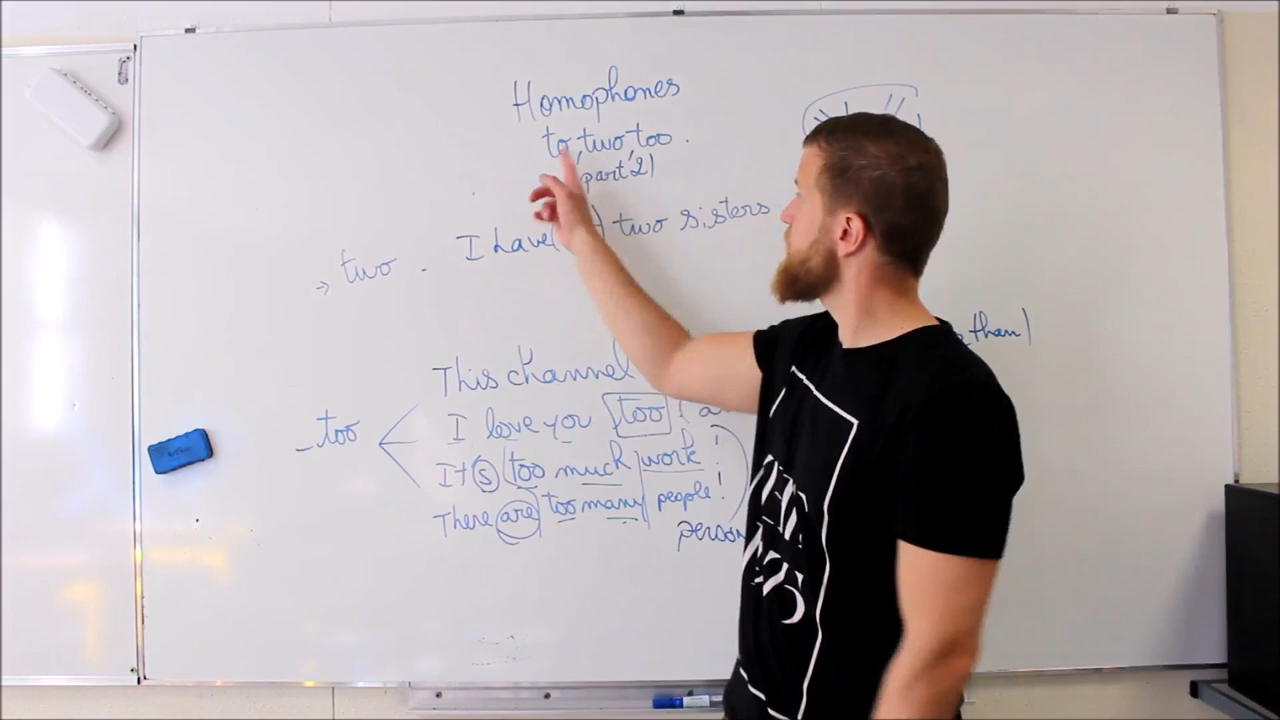 Homophones
to, two, too.
part 2)
I have( ) two sisters
→ two.
than)
This channel
_too
I love you too!
It s too much work!
There are too many people!
person